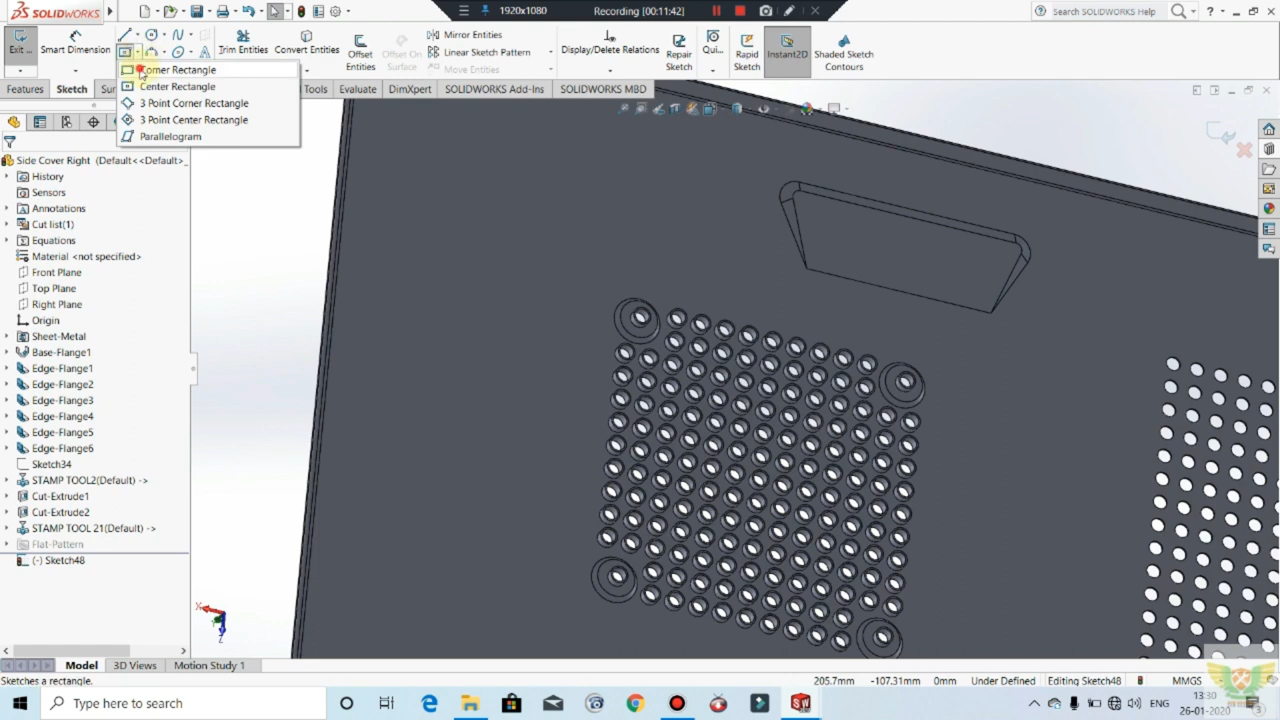 SOLIDWORKS
1920x1080
Recording [00:11:42]
Search SOLIDWORKS Help
Exit ...
Smart Dimension
Trim Entities
Convert Entities
Offset
Entities
Offset On
Surface
Mirror Entities
Linear Sketch Pattern
Move Entities
Display/Delete Relations
Repair
Sketch
Qui...
Rapid
Sketch
Instant2D
Shaded Sketch
Contours
Corner Rectangle
Center Rectangle
3 Point Corner Rectangle
3 Point Center Rectangle
Parallelogram
Features
Sketch
Sur
Tools
Evaluate
DimXpert
SOLIDWORKS Add-Ins
SOLIDWORKS MBD
Side Cover Right (Default<<Default>_
History
Sensors
Annotations
Cut list(1)
Equations
Material <not specified>
Front Plane
Top Plane
Right Plane
Origin
Sheet-Metal
Base-Flange1
Edge-Flange1
Edge-Flange2
Edge-Flange3
Edge-Flange4
Edge-Flange5
Edge-Flange6
Sketch34
STAMP TOOL2(Default) ->
Cut-Extrude1
Cut-Extrude2
STAMP TOOL 21(Default) ->
Flat-Pattern
(-) Sketch48
X
Z
Model
3D Views
Motion Study 1
Sketches a rectangle.
205.7mm
-107.31mm
0mm
Under Defined
Editing Sketch48
MMGS
Type here to search
ENG
13:30
26-01-2020